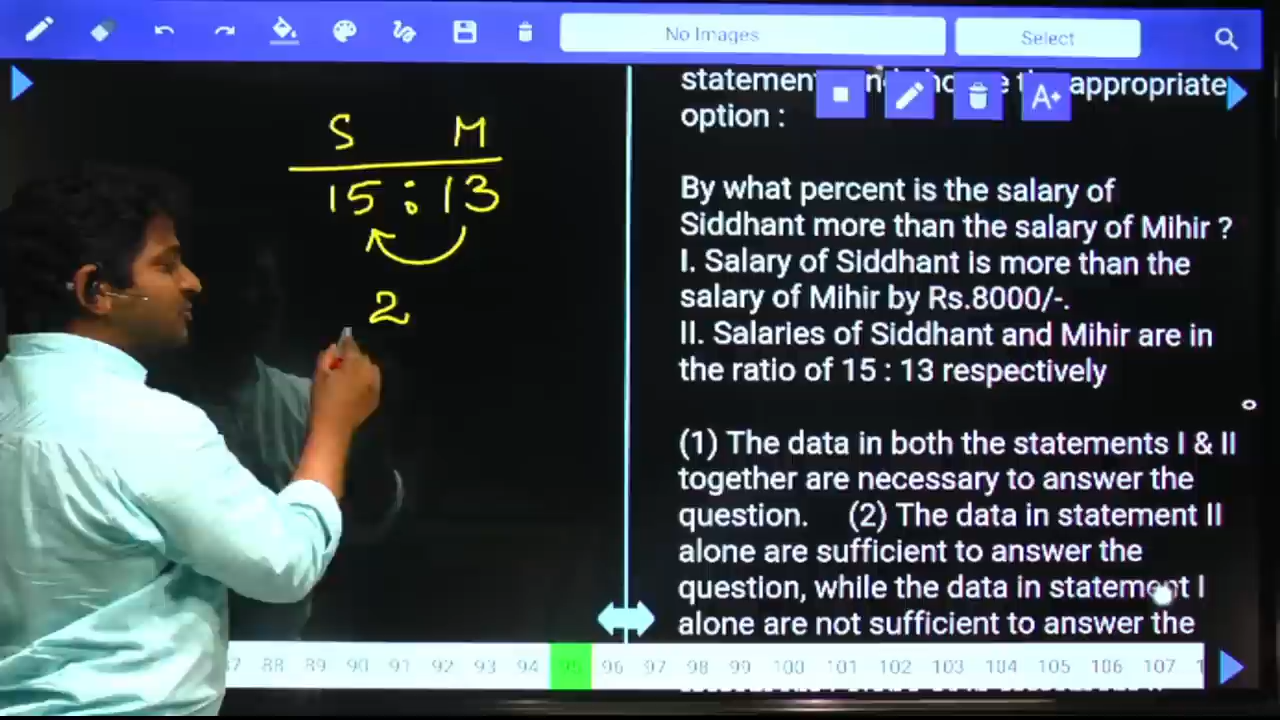 No Images
Select
statement
appropriate
option :
A+
S M
15 : 13
2
By what percent is the salary of
Siddhant more than the salary of Mihir ?
I. Salary of Siddhant is more than the
salary of Mihir by Rs.8000/-.
II. Salaries of Siddhant and Mihir are in
the ratio of 15 : 13 respectively
(1) The data in both the statements I & II
together are necessary to answer the
question. (2) The data in statement II
alone are sufficient to answer the
question, while the data in statement I
alone are not sufficient to answer the
88 89 90 91 92 93 94 95 96 97 98 99 100 101 102 103 104 105 106 107